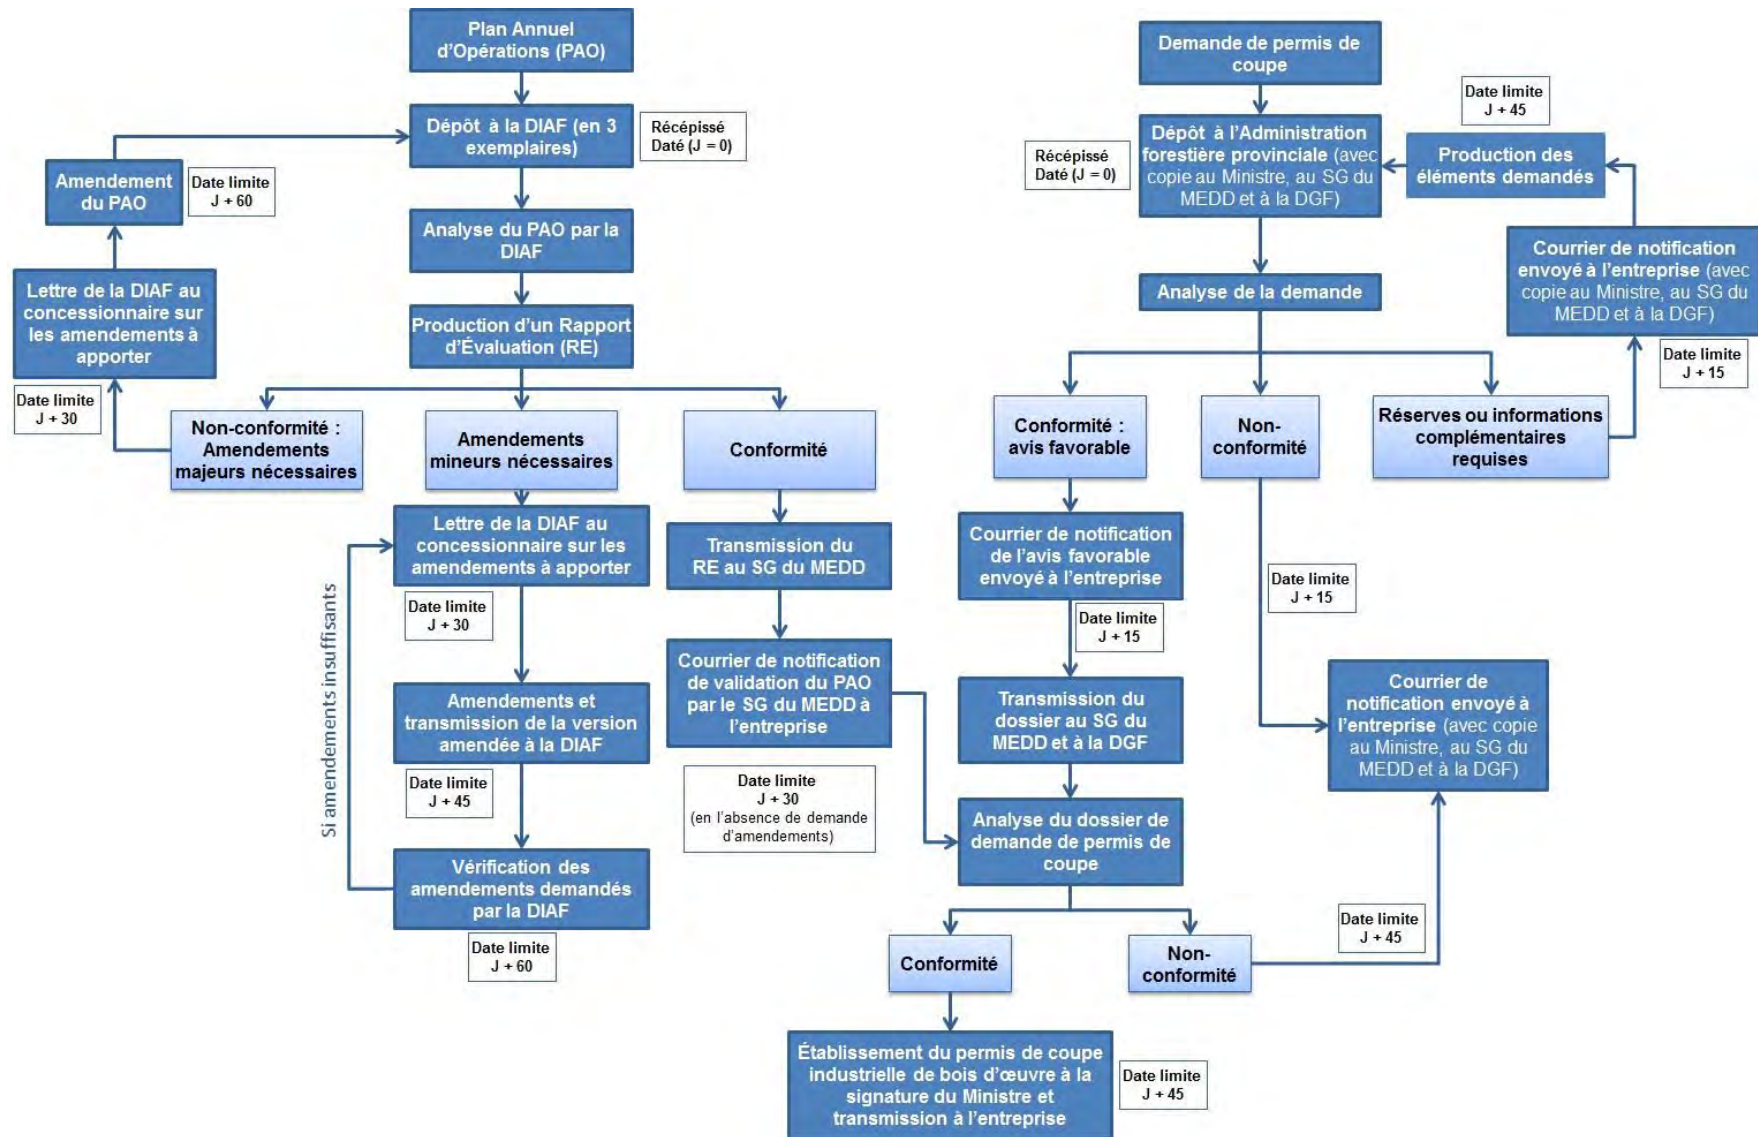 Plan Annuel
d'Opérations (PAO)
Dépôt à la DIAF (en 3
exemplaires)
Récépissé
Daté (J = 0)
Amendement
du PAO
Date limite
J + 60
Analyse du PAO par la
DIAF
Lettre de la DIAF au
concessionnaire sur
les amendements à
apporter
Production d'un Rapport
d'Évaluation (RE)
Date limite
J + 30
Non-conformité :
Amendements
majeurs nécessaires
Amendements
mineurs nécessaires
Conformité
Lettre de la DIAF au
concessionnaire sur les
amendements à apporter
Date limite
J + 30
Si amendements insuffisants
Amendements et
transmission de la version
amendée à la DIAF
Date limite
J + 45
Vérification des
amendements demandés
par la DIAF
Date limite
J + 60
Transmission du
RE au SG du MEDD
Courrier de notification
de validation du PAO
par le SG du MEDD à
l'entreprise
Date limite
J + 30
(en l'absence de demande
d'amendements)
Demande de permis de
coupe
Date limite
J + 45
Récépissé
Daté (J = 0)
Dépôt à l'Administration
forestière provinciale (avec
copie au Ministre, au SG du
MEDD et à la DGF)
Production des
éléments demandés
Courrier de notification
envoyé à l'entreprise (avec
copie au Ministre, au SG du
MEDD et à la DGF)
Analyse de la demande
Date limite
J + 15
Conformité :
avis favorable
Non-
conformité
Réserves ou informations
complémentaires
requises
Courrier de notification
de l'avis favorable
envoyé à l'entreprise
Date limite
J + 15
Date limite
J + 15
Transmission du
dossier au SG du
MEDD et à la DGF
Courrier de
notification envoyé à
l'entreprise (avec copie
au Ministre, au SG du
MEDD et à la DGF)
Analyse du dossier de
demande de permis de
coupe
Date limite
J + 45
Conformité
Non-
conformité
Établissement du permis de coupe
industrielle de bois d'œuvre à la
signature du Ministre et
transmission à l'entreprise
Date limite
J + 45